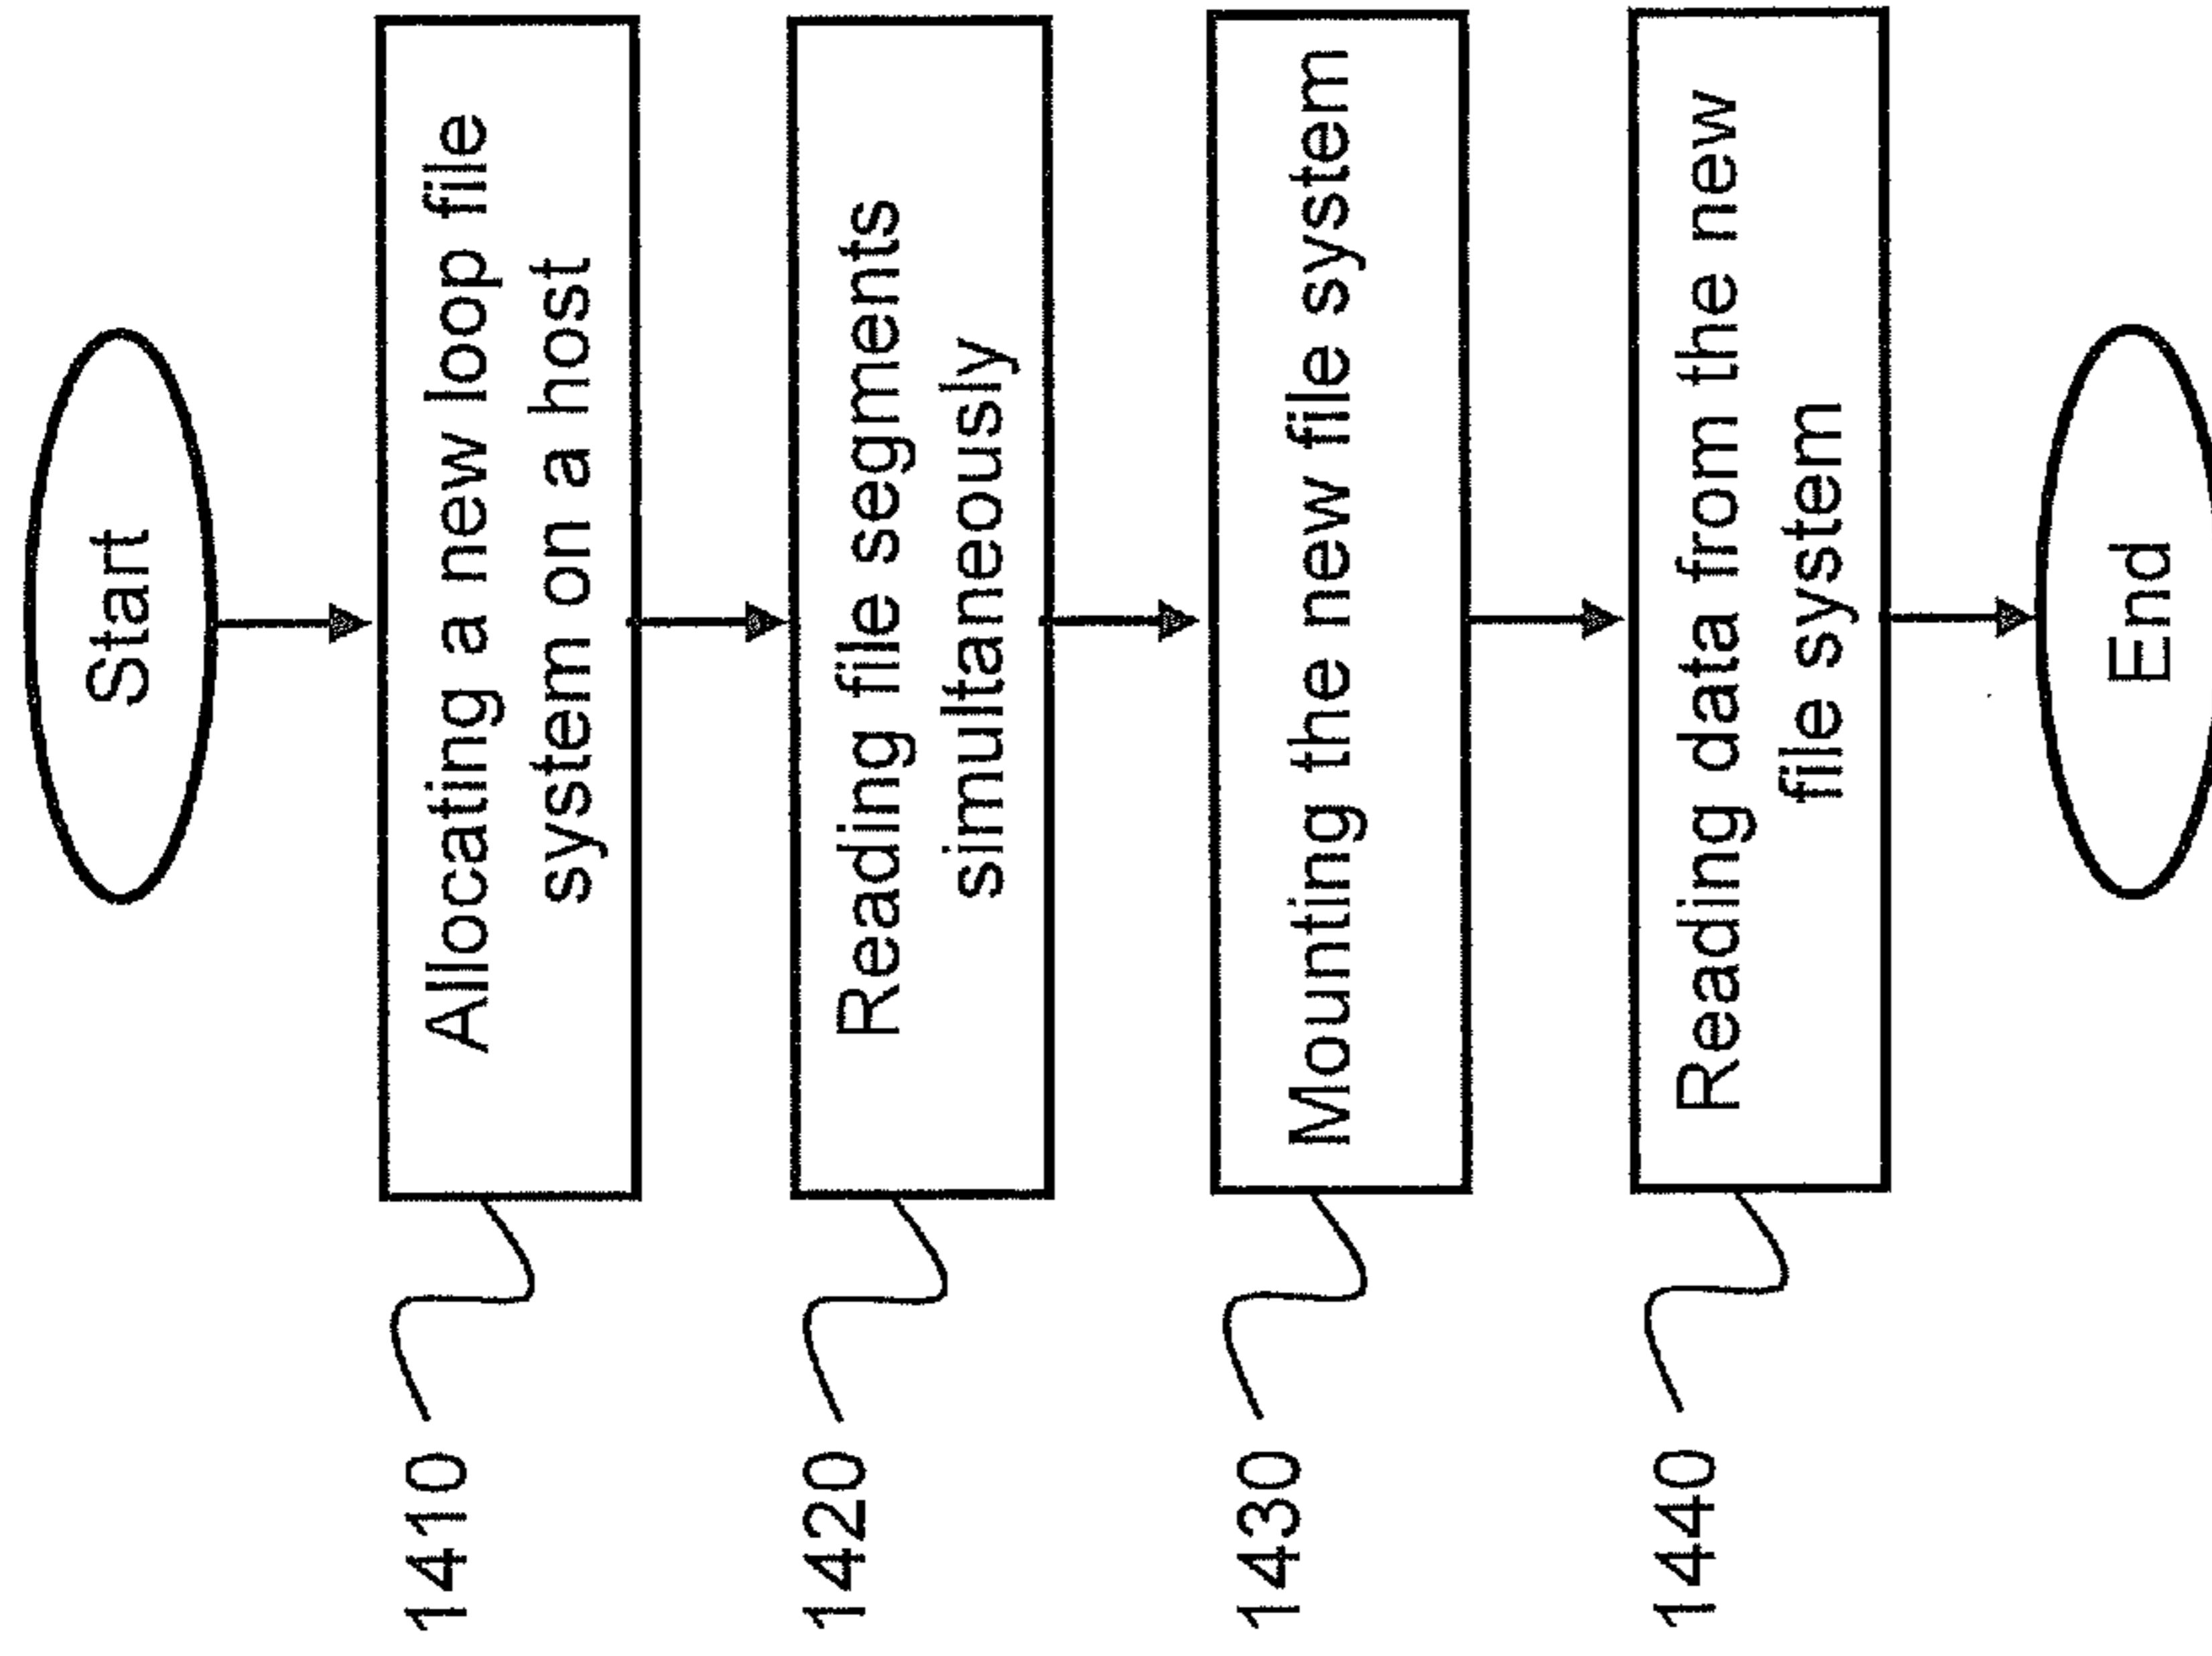 Start
1410
Allocating a new loop file
system on a host
1420
Reading file segments
simultaneously
1430
Mounting the new file system
1440
Reading data from the new
file system
End